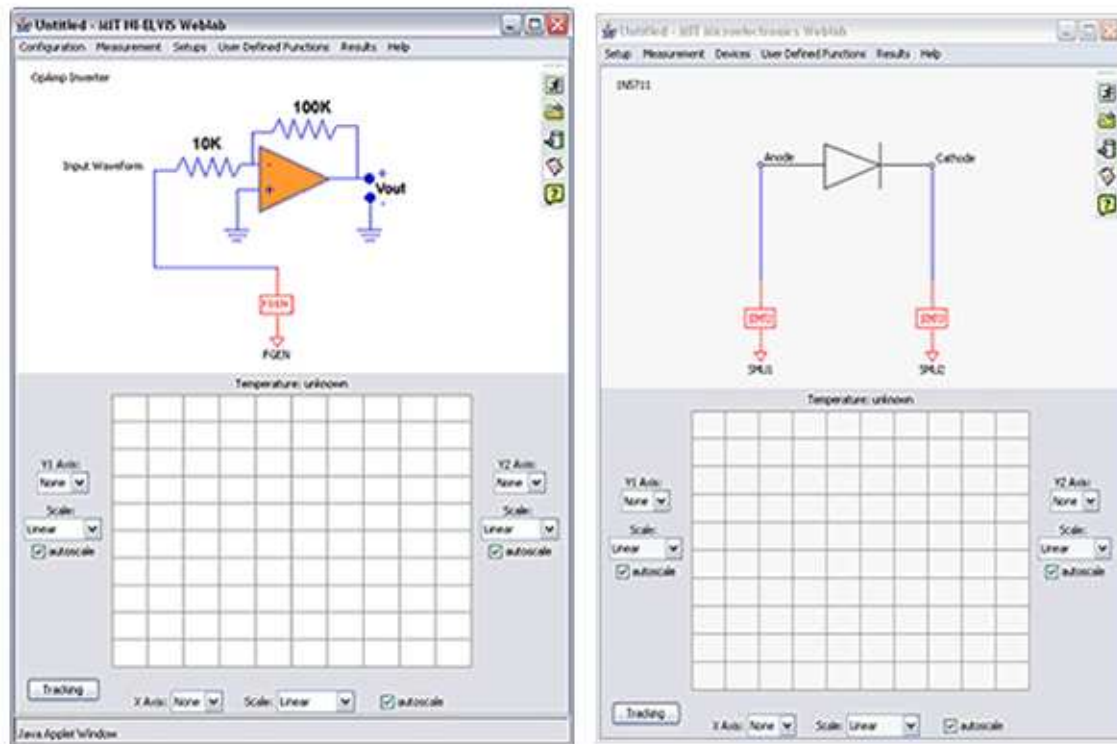 Untitled - MIT NI-ELVIS Weblab
Configuration Measurement Setups User Defined Functions Results Help
OpAmp Inverter
100K
10K
Input Waveform
-
+
+
Vout
-
FGEN
FGEN
Temperature: unknown
Y1 Axis:
None
Scale:
Linear
autoscale
Y2 Axis:
None
Scale:
Linear
autoscale
Tracking
X Axis: None Scale: Linear autoscale
Java Applet Window
Untitled - MIT Microelectronics Weblab
Setup Measurement Devices User Defined Functions Results Help
1N5711
Anode Cathode
SMU1 SMU2
Temperature: unknown
Y1 Axis:
None
Scale:
Linear
autoscale
Y2 Axis:
None
Scale:
Linear
autoscale
Tracking
X Axis: None Scale: Linear autoscale